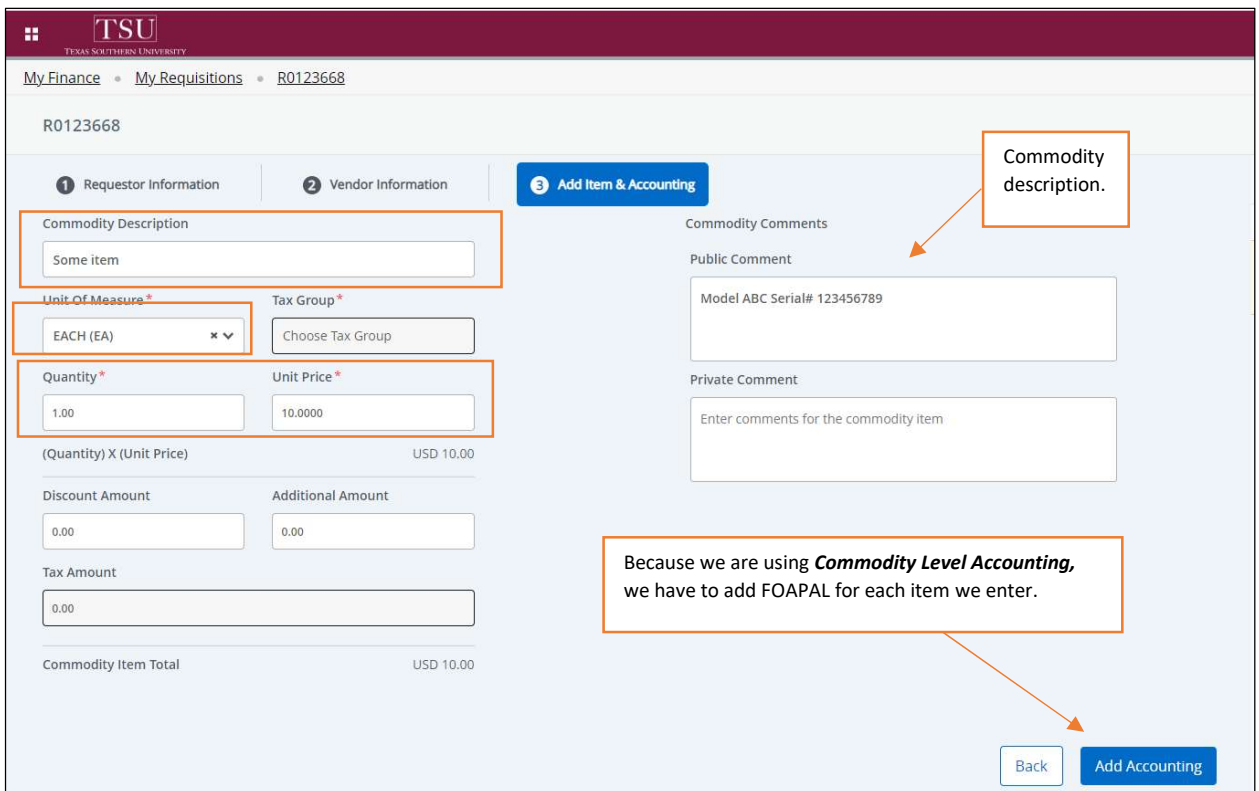 TSU
TEXAS SOUTHERN UNIVERSITY
My Finance • My Requisitions • R0123668
R0123668
1 Requestor Information
2 Vendor Information
3 Add Item & Accounting
Commodity
description.
Commodity Description
Some item
Unit Of Measure*
Tax Group*
EACH (EA)
Choose Tax Group
Quantity*
Unit Price*
1.00
10.0000
(Quantity) X (Unit Price)
USD 10.00
Discount Amount
Additional Amount
0.00
0.00
Tax Amount
0.00
Commodity Item Total
USD 10.00
Commodity Comments
Public Comment
Model ABC Serial# 123456789
Private Comment
Enter comments for the commodity item
Because we are using Commodity Level Accounting,
we have to add FOAPAL for each item we enter.
Back
Add Accounting